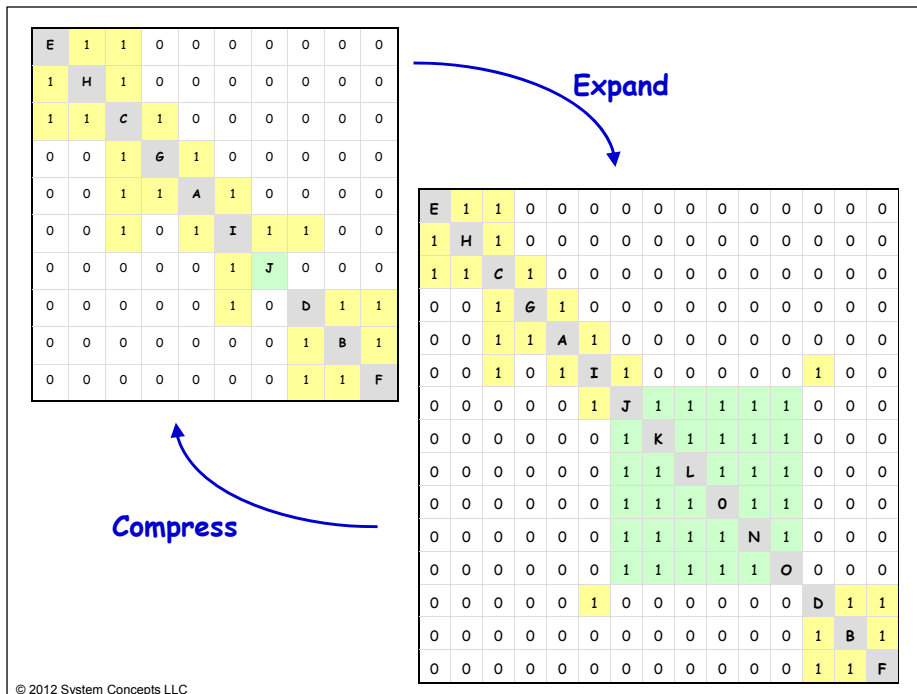 E 1 1 0 0 0 0 0 0 0
1 H 1 0 0 0 0 0 0 0
1 1 C 1 0 0 0 0 0 0
0 0 1 G 1 0 0 0 0 0
0 0 1 1 A 1 0 0 0 0
0 0 1 0 1 I 1 1 0 0
0 0 0 0 0 1 J 0 0 0
0 0 0 0 0 1 0 D 1 1
0 0 0 0 0 0 0 1 B 1
0 0 0 0 0 0 0 1 1 F
Expand
E 1 1 0 0 0 0 0 0 0 0 0 0 0 0
1 H 1 0 0 0 0 0 0 0 0 0 0 0 0
1 1 C 1 0 0 0 0 0 0 0 0 0 0 0
0 0 1 G 1 0 0 0 0 0 0 0 0 0 0
0 0 1 1 A 1 0 0 0 0 0 0 0 0 0
0 0 1 0 1 I 1 0 0 0 0 0 1 0 0
0 0 0 0 0 1 J 1 1 1 1 1 0 0 0
0 0 0 0 0 0 1 K 1 1 1 1 0 0 0
0 0 0 0 0 0 1 1 L 1 1 1 0 0 0
0 0 0 0 0 0 1 1 1 0 1 1 0 0 0
0 0 0 0 0 0 1 1 1 1 N 1 0 0 0
0 0 0 0 0 0 1 1 1 1 1 O 0 0 0
0 0 0 0 0 1 0 0 0 0 0 0 D 1 1
0 0 0 0 0 0 0 0 0 0 0 0 1 B 1
0 0 0 0 0 0 0 0 0 0 0 0 1 1 F
Compress
© 2012 System Concepts LLC